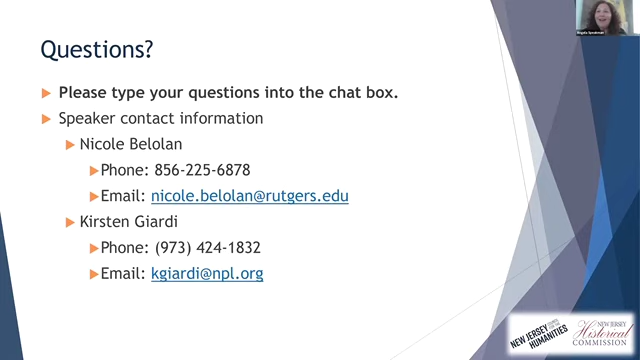 Questions?
Please type your questions into the chat box.
Speaker contact information
Nicole Belolan
Phone: 856-225-6878
Email: nicole.belolan@rutgers.edu
Kirsten Giardi
Phone: (973) 424-1832
Email: kgiardi@npl.org
NEW JERSEY
HUMANITIES
NEW JERSEY
Historical
COMMISSION